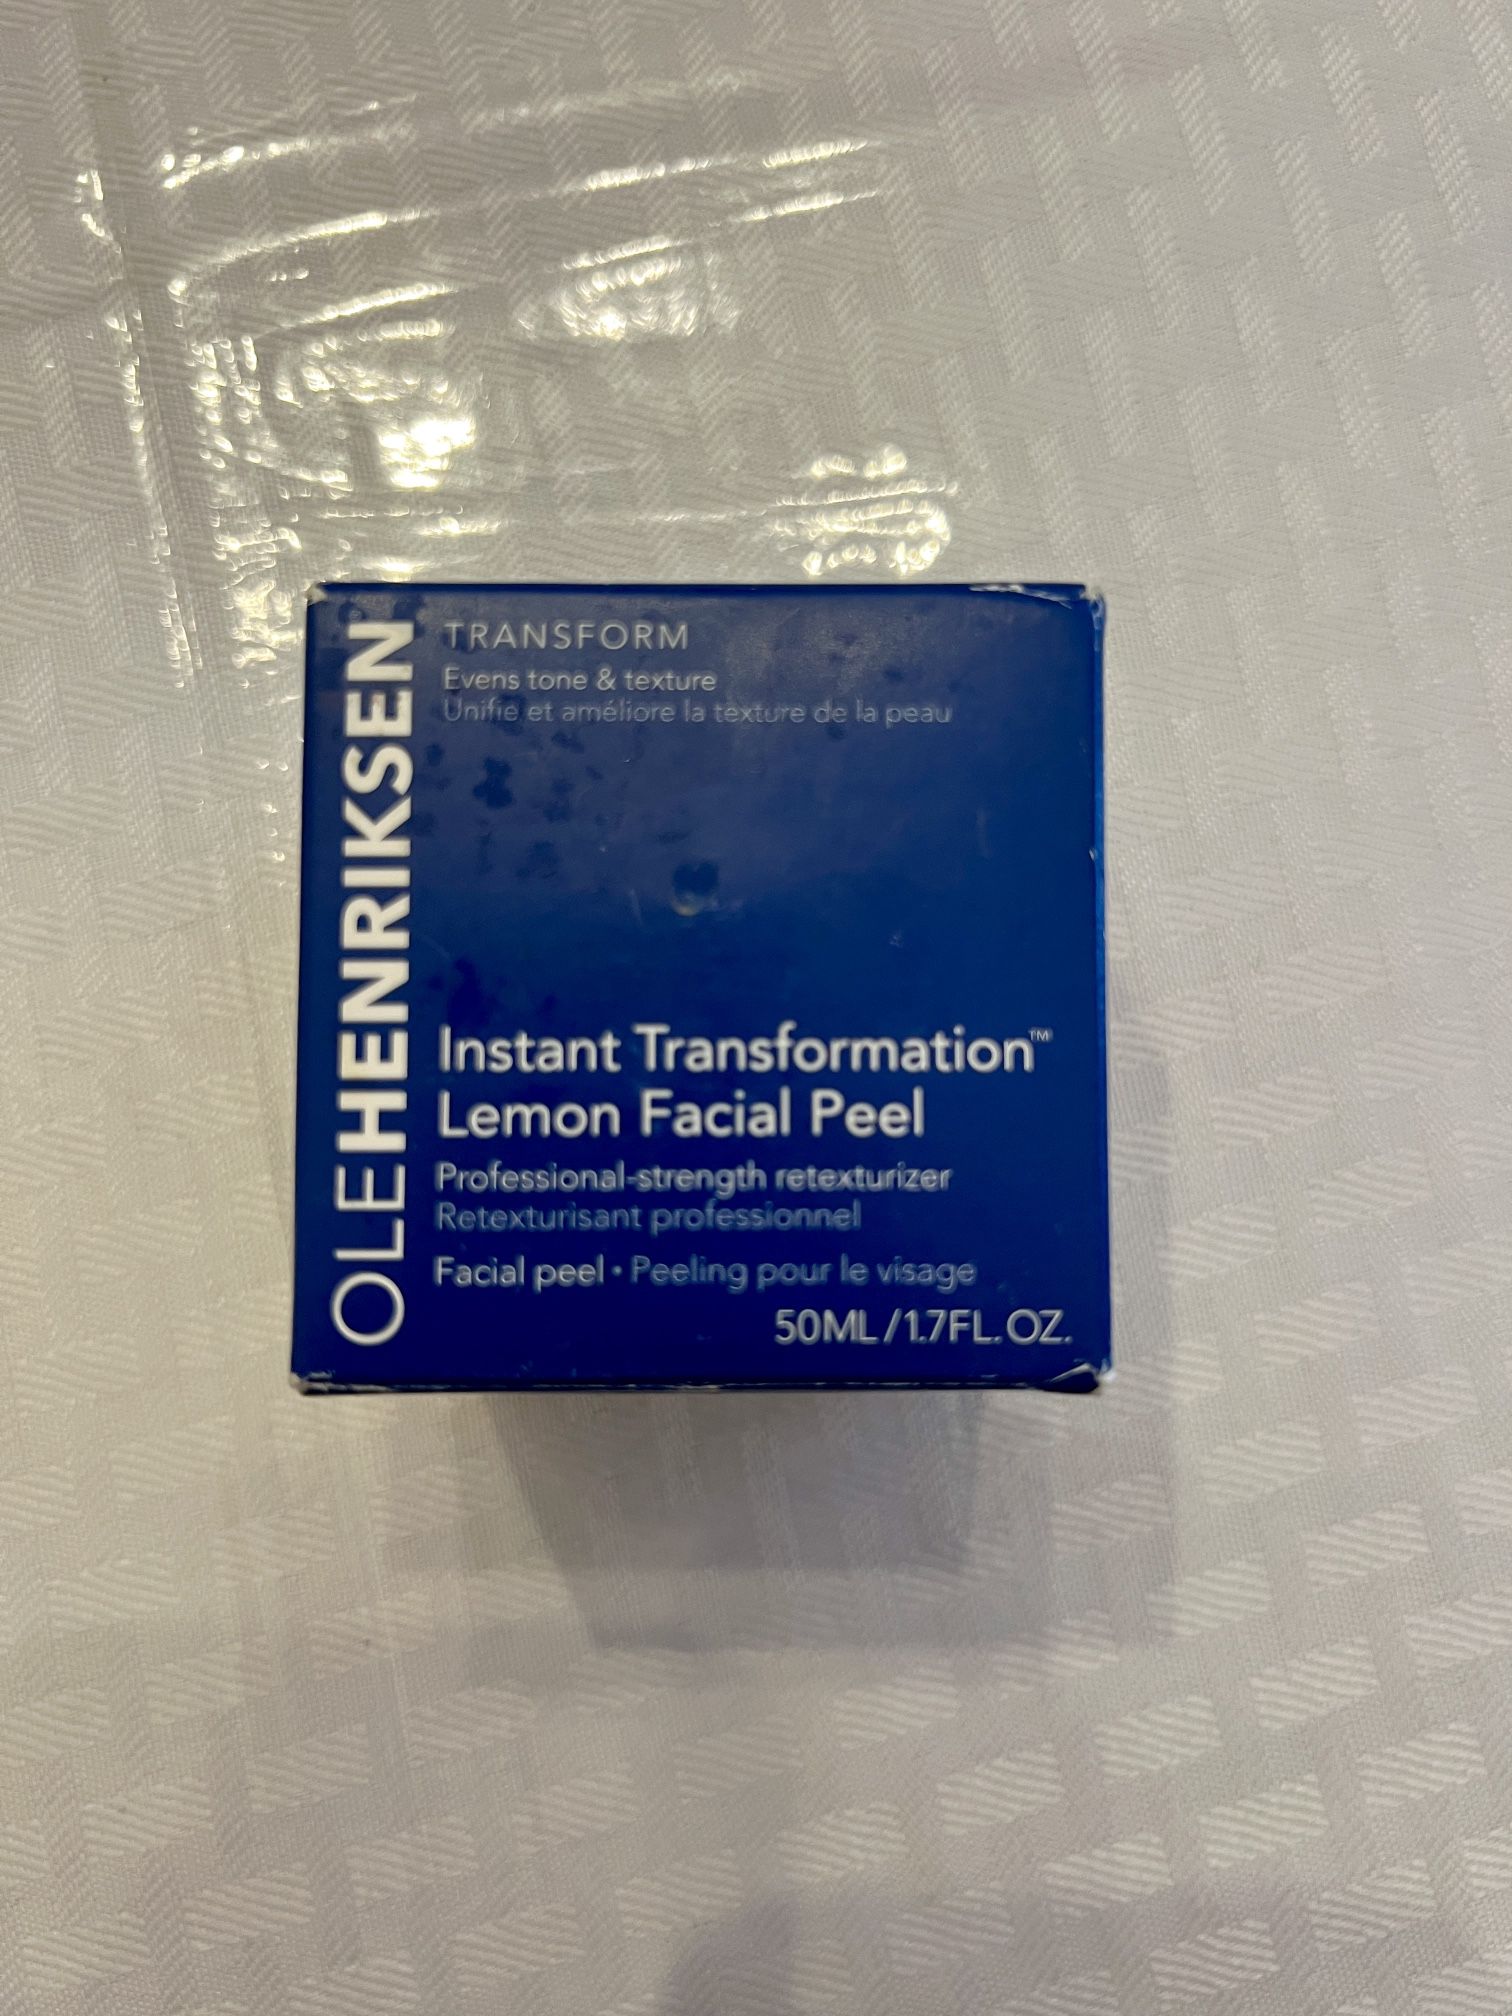 OLEHENRIKSEN
TRANSFORM
Evens tone & texture
Unifie et améliore la texture de la peau
Instant Transformation™
Lemon Facial Peel
Professional-strength retexturizer
Retexturisant professionnel
Facial peel • Peeling pour le visage
50ML/1.7FL.OZ.